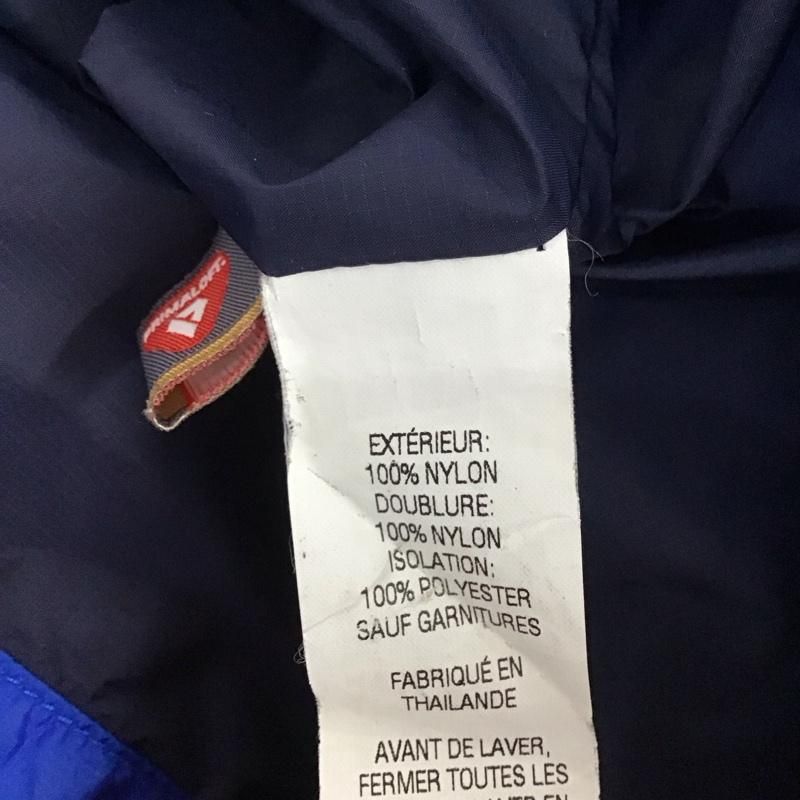 PRIMALOFT
EXTÉRIEUR:
100% NYLON
DOUBLURE:
100% NYLON
ISOLATION:
100% POLYESTER
SAUF GARNITURES
FABRIQUÉ EN
THAILANDE
AVANT DE LAVER,
FERMER TOUTES LES